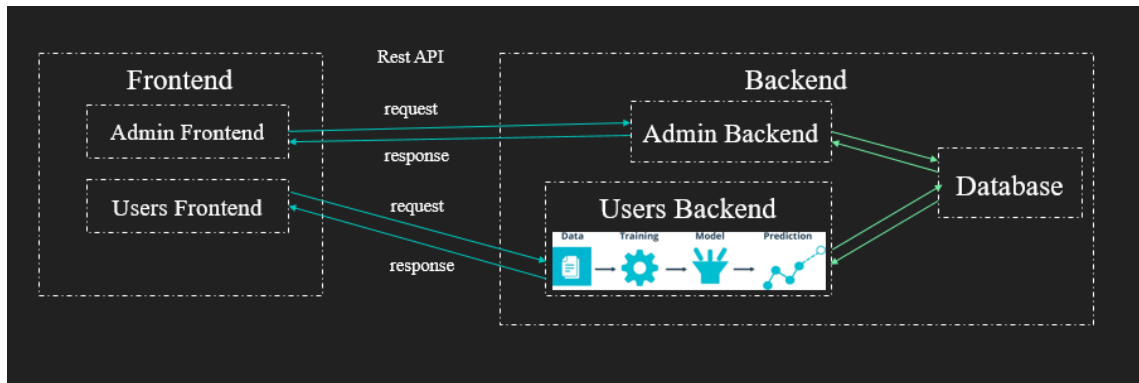 Rest API
Frontend
Backend
Admin Frontend
request
Admin Backend
response
Users Frontend
request
response
Users Backend
Data Training Model Prediction
Database